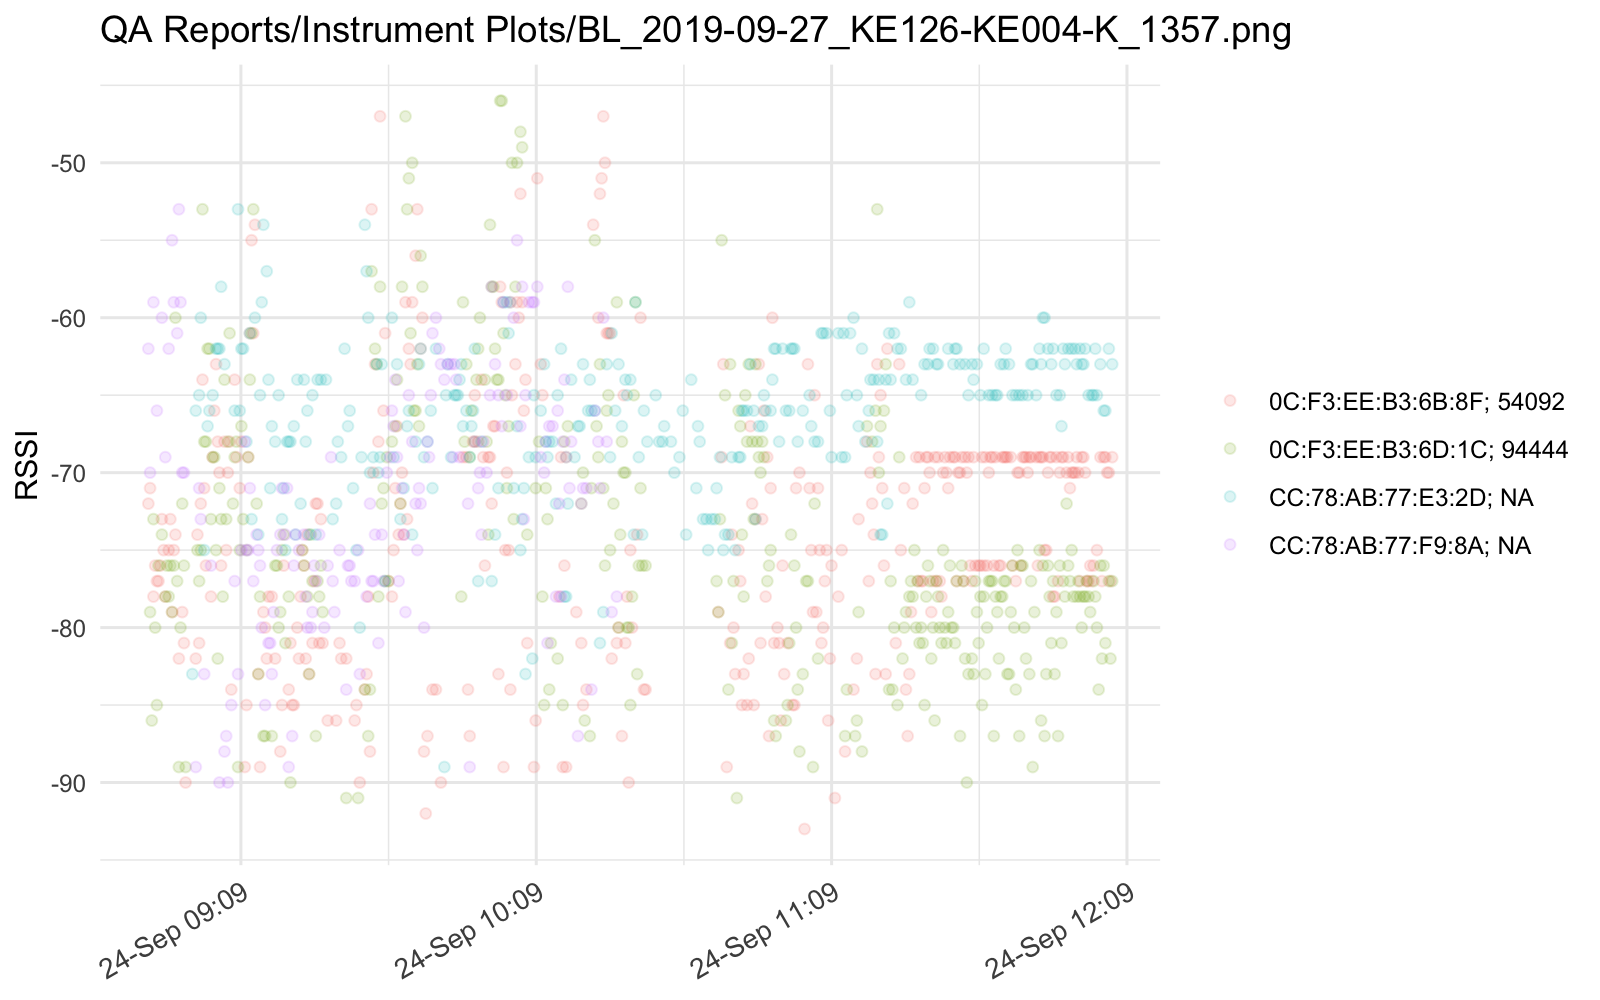 QA Reports/Instrument Plots/BL_2019-09-27_KE126-KE004-K_1357.png
RSSI
-50
-60
-70
-80
-90
24-Sep 09:09
24-Sep 10:09
24-Sep 11:09
24-Sep 12:09
0C:F3:EE:B3:6B:8F; 54092
0C:F3:EE:B3:6D:1C; 94444
CC:78:AB:77:E3:2D; NA
CC:78:AB:77:F9:8A; NA